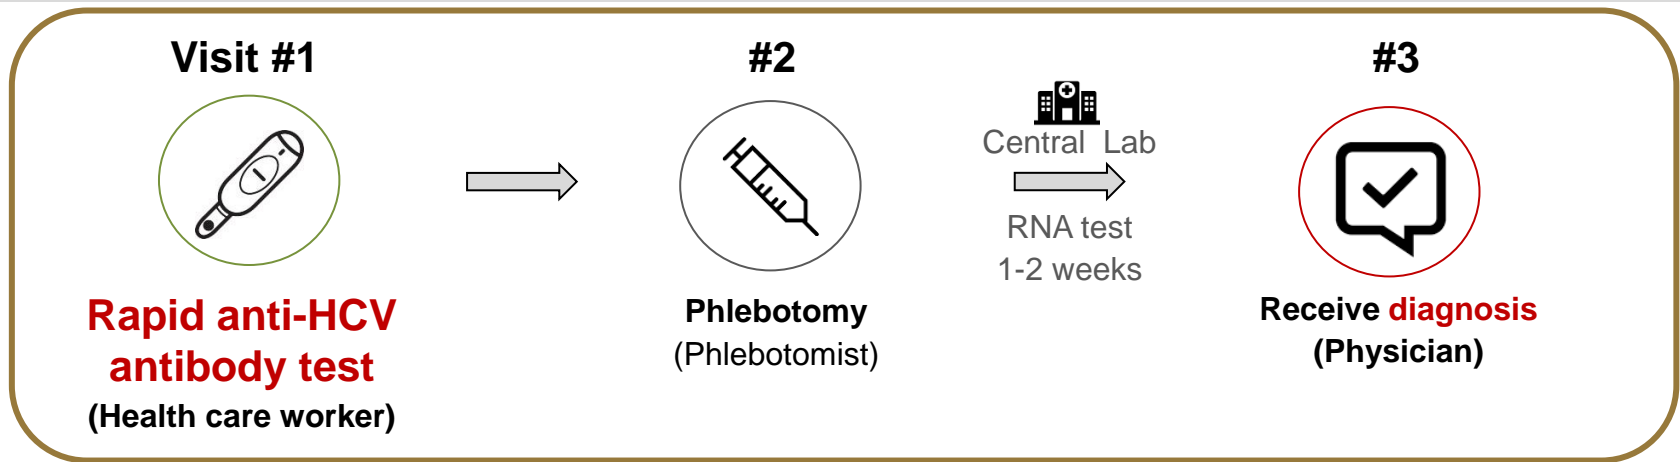 Visit #1
Rapid anti-HCV
antibody test
(Health care worker)
#2
Phlebotomy
(Phlebotomist)
Central Lab
RNA test
1-2 weeks
#3
Receive diagnosis
(Physician)